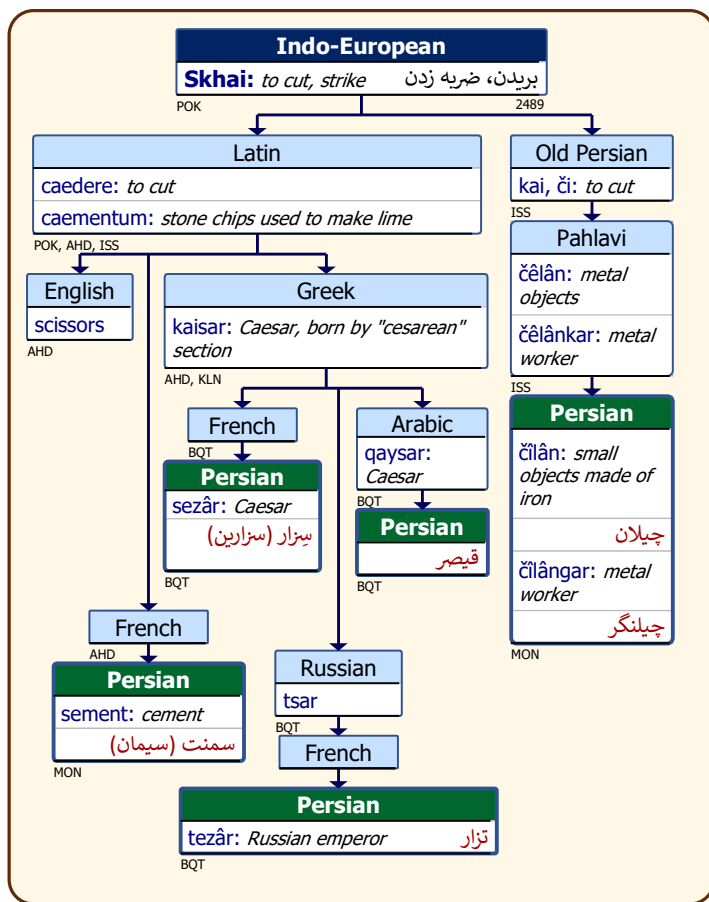 Indo-European
Skhai: to cut, strike بریدن، ضربه زدن
POK 2489
Latin
caedere: to cut
caementum: stone chips used to make lime
POK, AHD, ISS
Old Persian
kai, či: to cut
ISS
Pahlavi
čêlân: metal
objects
čêlânkar: metal
worker
ISS
English
scissors
AHD
Greek
kaisar: Caesar, born by "cesarean"
section
AHD, KLN
French
BQT
Persian
sezâr: Caesar
سِزار (سزارین)
BQT
Arabic
qaysar:
Caesar
BQT
Persian
قیصر
BQT
Persian
čîlân: small
objects made of
iron
چیلان
čîlângar: metal
worker
چیلنگر
MON
French
AHD
Persian
sement: cement
سمنت (سیمان)
MON
Russian
tsar
BQT
French
Persian
tezâr: Russian emperor تزار
BQT